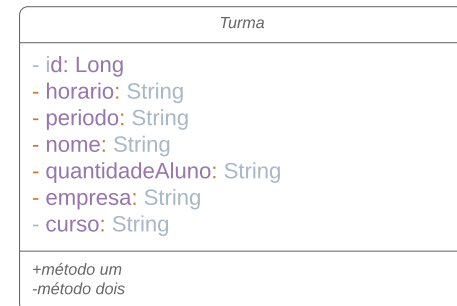 Turma
- id: Long
- horario: String
- periodo: String
- nome: String
- quantidadeAluno: String
- empresa: String
- curso: String
+método um
-método dois